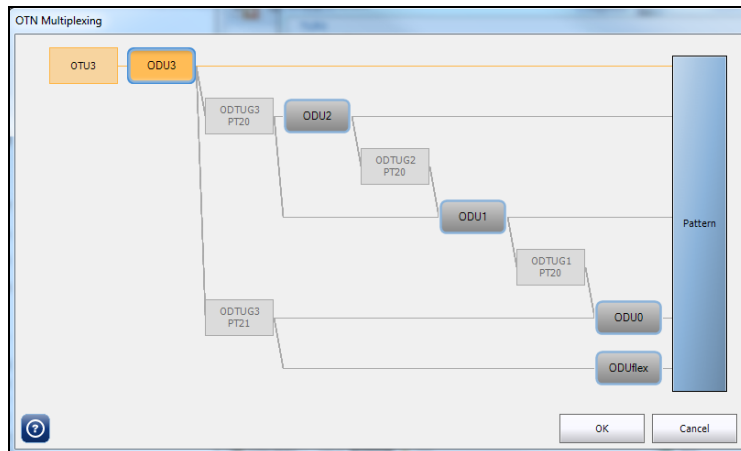 OTN Multiplexing
OTU3
ODU3
ODTUG3
PT20
ODU2
ODTUG2
PT20
ODU1
Pattern
ODTUG1
PT20
ODTUG3
PT21
ODU0
ODUflex
?
OK
Cancel